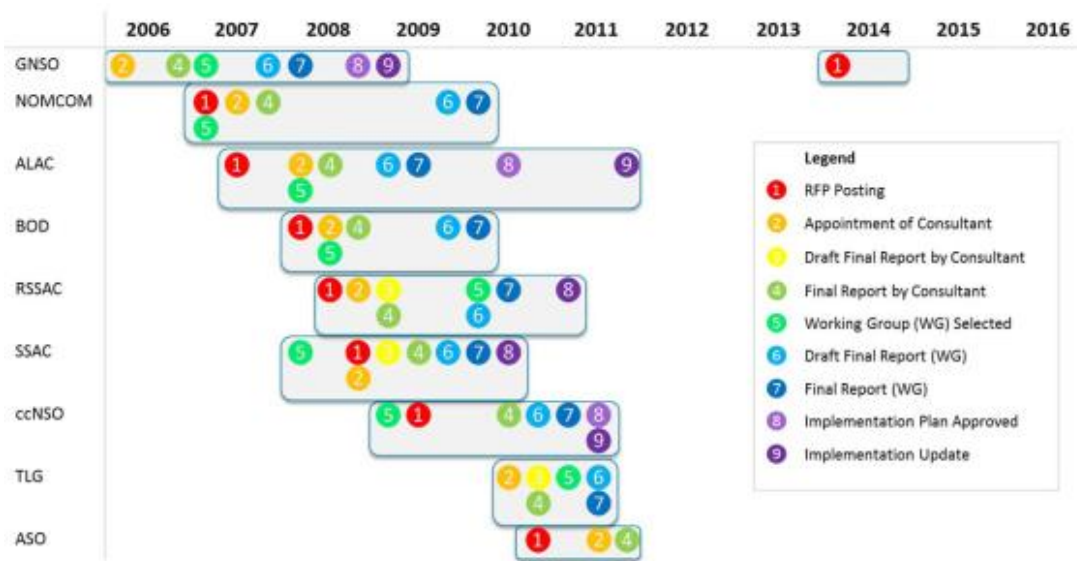 2006 2007 2008 2009 2010 2011 2012 2013 2014 2015 2016
GNSO 2 4 5 6 7 8 9 1
NOMCOM 1 2 4 6 7
5
ALAC 1 2 4 6 7 8 9
5
BOD 1 2 4 6 7
5
RSSAC 1 2 3 5 7 8
4 6
SSAC 5 1 3 4 6 7 8
2
ccNSO 5 1 4 6 7 8
9
TLG 2 3 5 6
4 7
ASO 1 2 4
Legend
1 RFP Posting
2 Appointment of Consultant
3 Draft Final Report by Consultant
4 Final Report by Consultant
5 Working Group (WG) Selected
6 Draft Final Report (WG)
7 Final Report (WG)
8 Implementation Plan Approved
9 Implementation Update